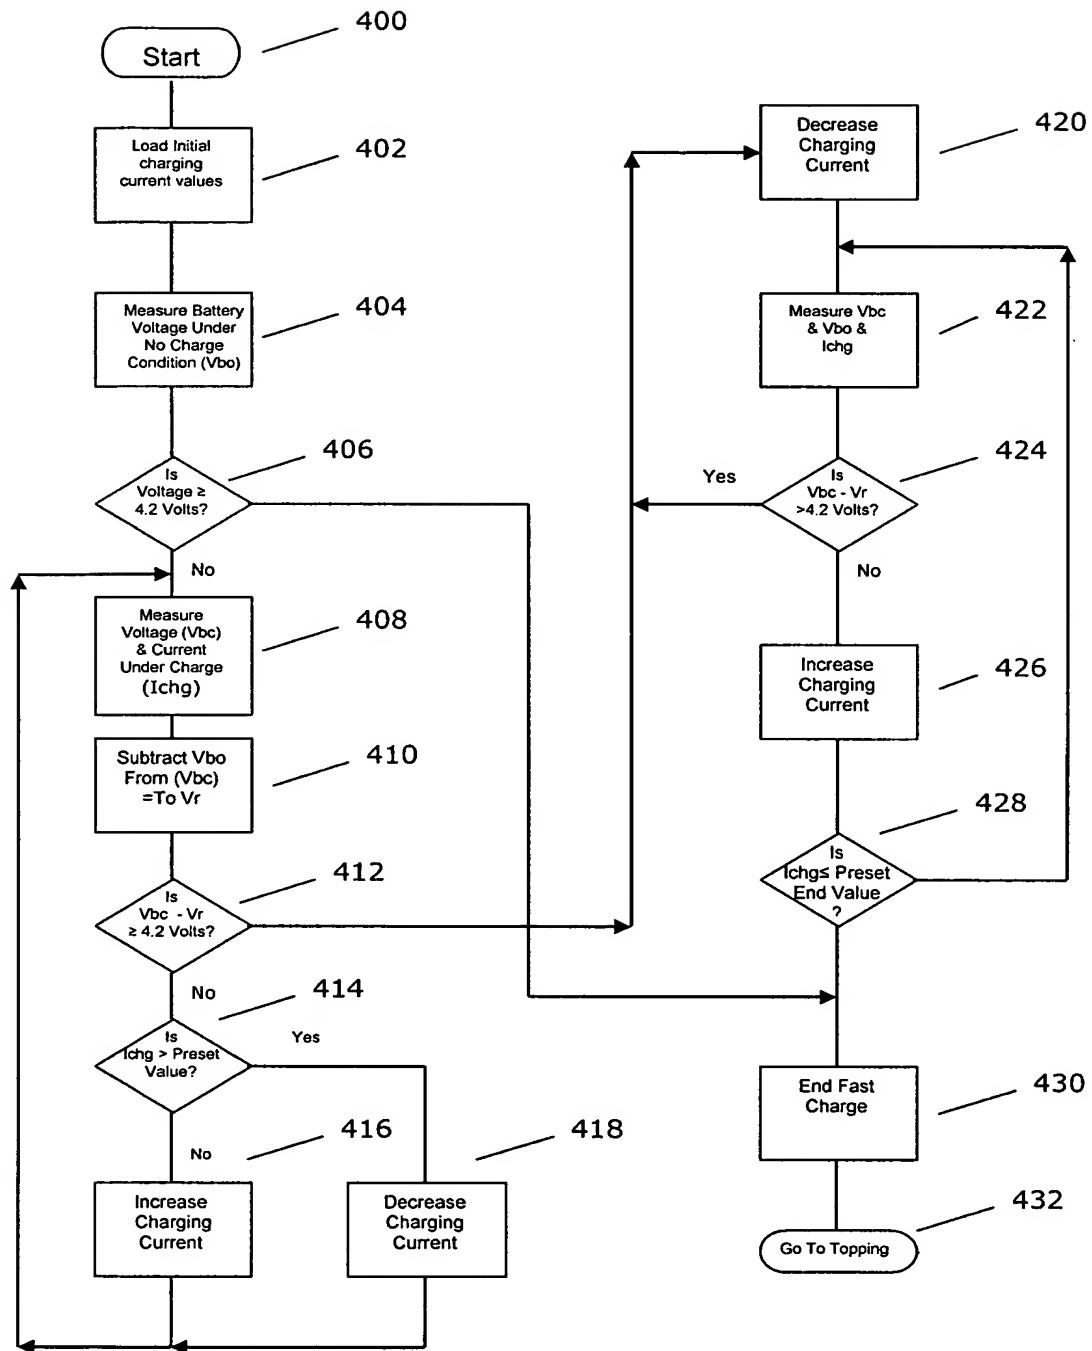 Start
400
Load Initial
charging
current values
402
Measure Battery
Voltage Under
No Charge
Condition (Vbo)
404
Is
Voltage ≥
4.2 Volts?
406
No
Measure
Voltage (Vbc)
& Current
Under Charge
(Ichg)
408
Subtract Vbo
From (Vbc)
=To Vr
410
Is
Vbc - Vr
≥ 4.2 Volts?
412
No
Is
Ichg > Preset
Value?
414
Yes
No
Increase
Charging
Current
416
Decrease
Charging
Current
418
Decrease
Charging
Current
420
Measure Vbc
& Vbo &
Ichg
422
Is
Vbc - Vr
>4.2 Volts?
424
Yes
No
Increase
Charging
Current
426
Is
Ichg≤ Preset
End Value
?
428
End Fast
Charge
430
Go To Topping
432